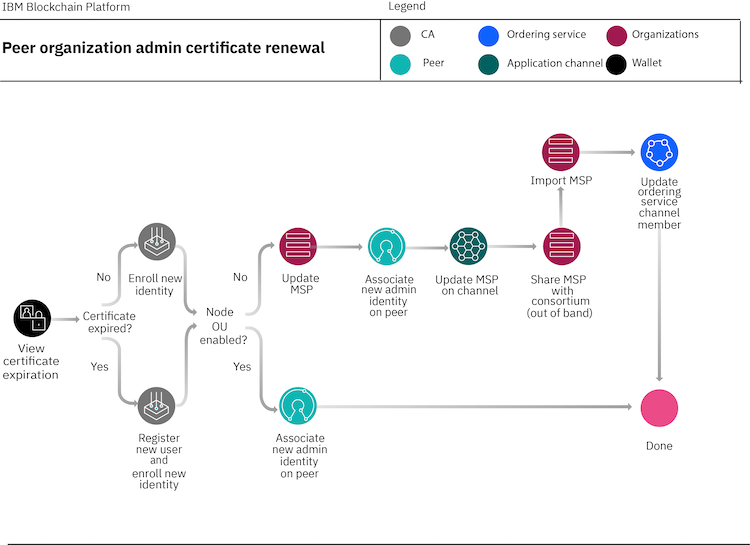 IBM Blockchain Platform
Legend
Peer organization admin certificate renewal
CA
Ordering service
Organizations
Peer
Application channel
Wallet
Import MSP
Update
ordering
service
channel
member
No
Enroll new
identity
No
Update
MSP
Associate
new admin
identity
on peer
Update MSP
on channel
Share MSP
with
consortium
(out of band)
View
certificate
expiration
Certificate
expired?
Node
OU
enabled?
Yes
Register
new user
and
enroll new
identity
Yes
Associate
new admin
identity
on peer
Done